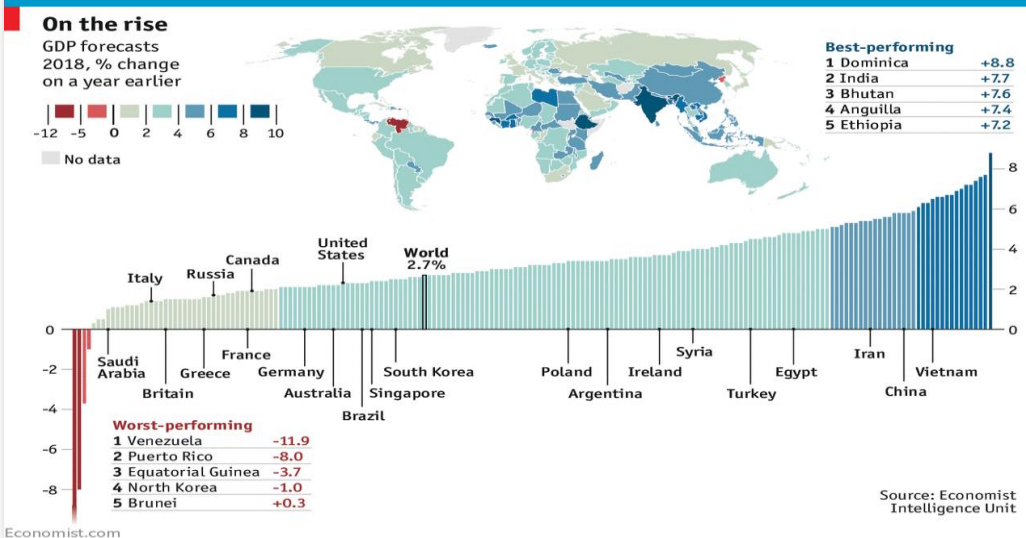 On the rise
GDP forecasts
2018, % change
on a year earlier
-12 -5 0 2 4 6 8 10
No data
Best-performing
1 Dominica +8.8
2 India +7.7
3 Bhutan +7.6
4 Anguilla +7.4
5 Ethiopia +7.2
8
6
4
2
0
0
-2
-4
-6
-8
Italy
Russia
Canada
United
States
World
2.7%
Saudi
Arabia
Britain
Greece
France
Germany
Australia
Brazil
Singapore
South Korea
Poland
Argentina
Ireland
Syria
Turkey
Egypt
Iran
China
Vietnam
Worst-performing
1 Venezuela -11.9
2 Puerto Rico -8.0
3 Equatorial Guinea -3.7
4 North Korea -1.0
5 Brunei +0.3
Source: Economist
Intelligence Unit
Economist.com